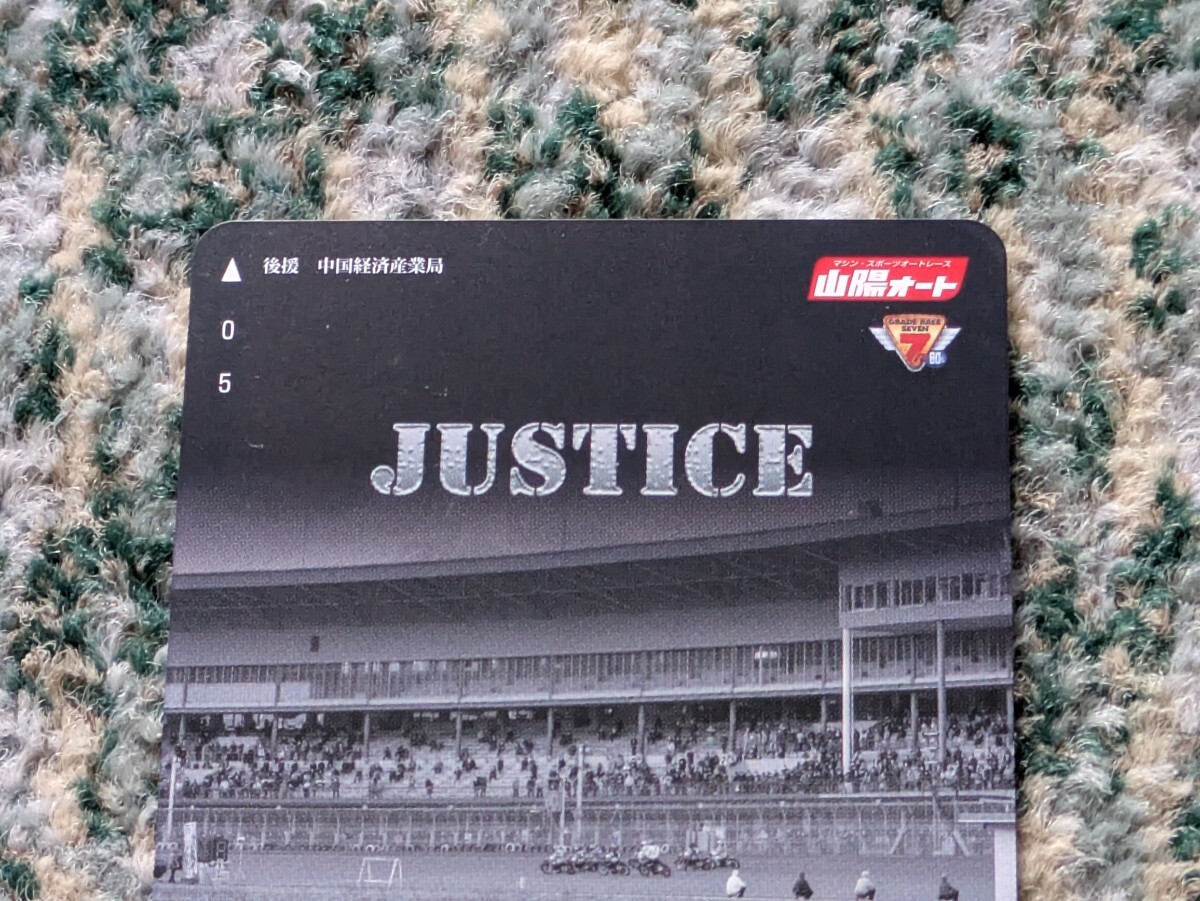 ▲ 後援 中国経済産業局
0
5
マシン・スポーツオートレース
山陽オート
GRADE RACE
SEVEN
7
JUSTICE